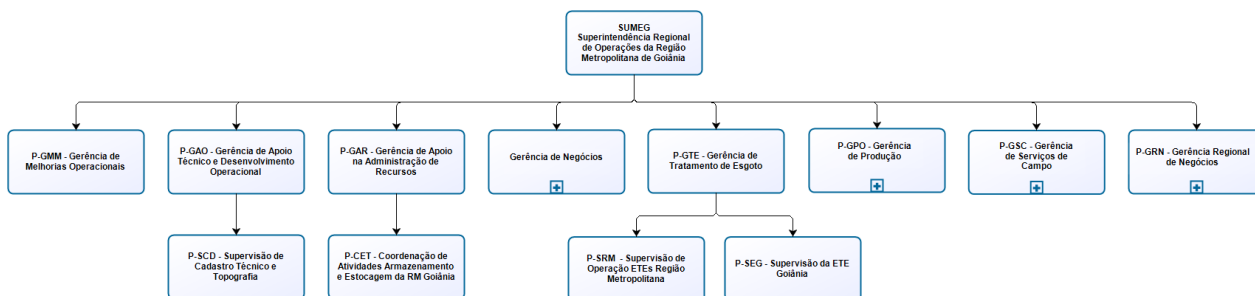 SUMEG
Superintendência Regional
de Operações da Região
Metropolitana de Goiânia
P-GMM - Gerência de
Melhorias Operacionais
P-GAO - Gerência de Apoio
Técnico e Desenvolvimento
Operacional
P-GAR - Gerência de Apoio
na Administração de
Recursos
Gerência de Negócios
P-GTE - Gerência de
Tratamento de Esgoto
P-GPO - Gerência
de Produção
P-GSC - Gerência
de Serviços de
Campo
P-GRN - Gerência Regional
de Negócios
P-SCD - Supervisão de
Cadastro Técnico e
Topografia
P-CET - Coordenação de
Atividades Armazenamento
e Estocagem da RM Goiânia
P-SRM - Supervisão de
Operação ETEs Região
Metropolitana
P-SEG - Supervisão da ETE
Goiânia